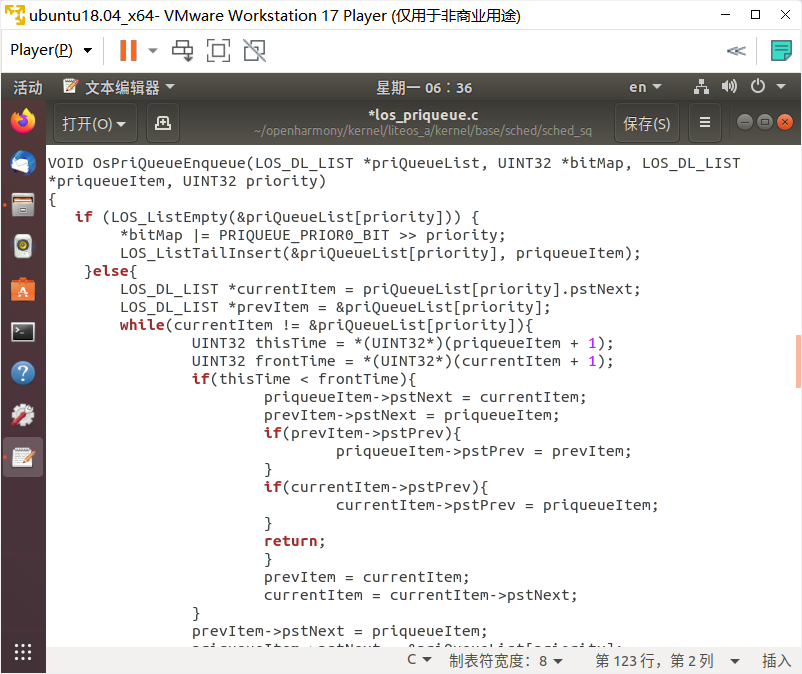 ubuntu18.04_x64- VMware Workstation 17 Player (仅用于非商业用途)
Player(P)
活动 文本编辑器 星期一 06：36 en
打开(O) *los_priqueue.c 保存(S)
~/openharmony/kernel/liteos_a/kernel/base/sched/sched_sq
VOID OsPriQueueEnqueue(LOS_DL_LIST *priQueueList, UINT32 *bitMap, LOS_DL_LIST
*priqueueItem, UINT32 priority)
{
if (LOS_ListEmpty(&priQueueList[priority])) {
*bitMap |= PRIQUEUE_PRIOR0_BIT >> priority;
LOS_ListTailInsert(&priQueueList[priority], priqueueItem);
}else{
LOS_DL_LIST *currentItem = priQueueList[priority].pstNext;
LOS_DL_LIST *prevItem = &priQueueList[priority];
while(currentItem != &priQueueList[priority]){
UINT32 thisTime = *(UINT32*)(priqueueItem + 1);
UINT32 frontTime = *(UINT32*)(currentItem + 1);
if(thisTime < frontTime){
priqueueItem->pstNext = currentItem;
prevItem->pstNext = priqueueItem;
if(prevItem->pstPrev){
priqueueItem->pstPrev = prevItem;
}
if(currentItem->pstPrev){
currentItem->pstPrev = priqueueItem;
}
return;
}
prevItem = currentItem;
currentItem = currentItem->pstNext;
}
prevItem->pstNext = priqueueItem;
C 制表符宽度：8 第 123 行，第 2 列 插入